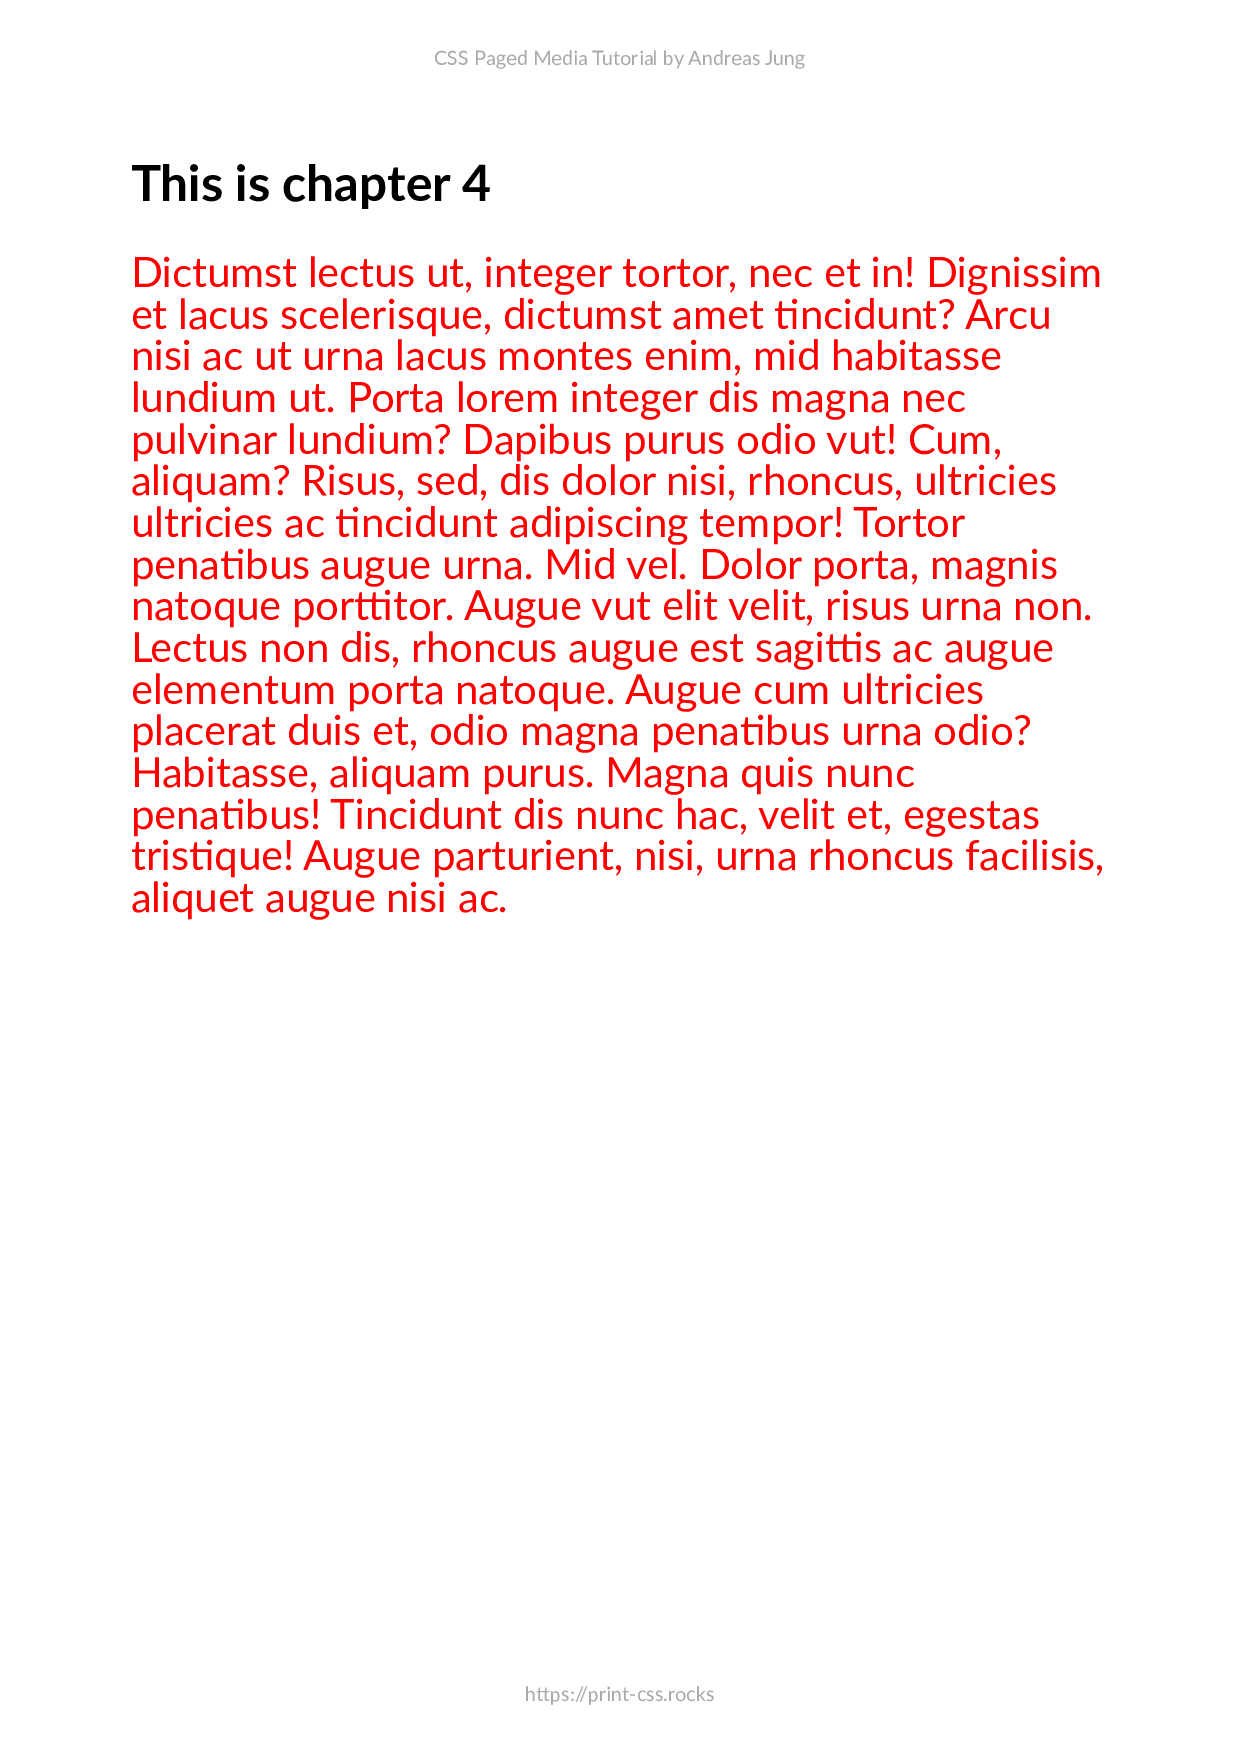 CSS Paged Media Tutorial by Andreas Jung
This is chapter 4
Dictumst lectus ut, integer tortor, nec et in! Dignissim
et lacus scelerisque, dictumst amet tincidunt? Arcu
nisi ac ut urna lacus montes enim, mid habitasse
lundium ut. Porta lorem integer dis magna nec
pulvinar lundium? Dapibus purus odio vut! Cum,
aliquam? Risus, sed, dis dolor nisi, rhoncus, ultricies
ultricies ac tincidunt adipiscing tempor! Tortor
penatibus augue urna. Mid vel. Dolor porta, magnis
natoque porttitor. Augue vut elit velit, risus urna non.
Lectus non dis, rhoncus augue est sagittis ac augue
elementum porta natoque. Augue cum ultricies
placerat duis et, odio magna penatibus urna odio?
Habitasse, aliquam purus. Magna quis nunc
penatibus! Tincidunt dis nunc hac, velit et, egestas
tristique! Augue parturient, nisi, urna rhoncus facilisis,
aliquet augue nisi ac.
https://print-css.rocks